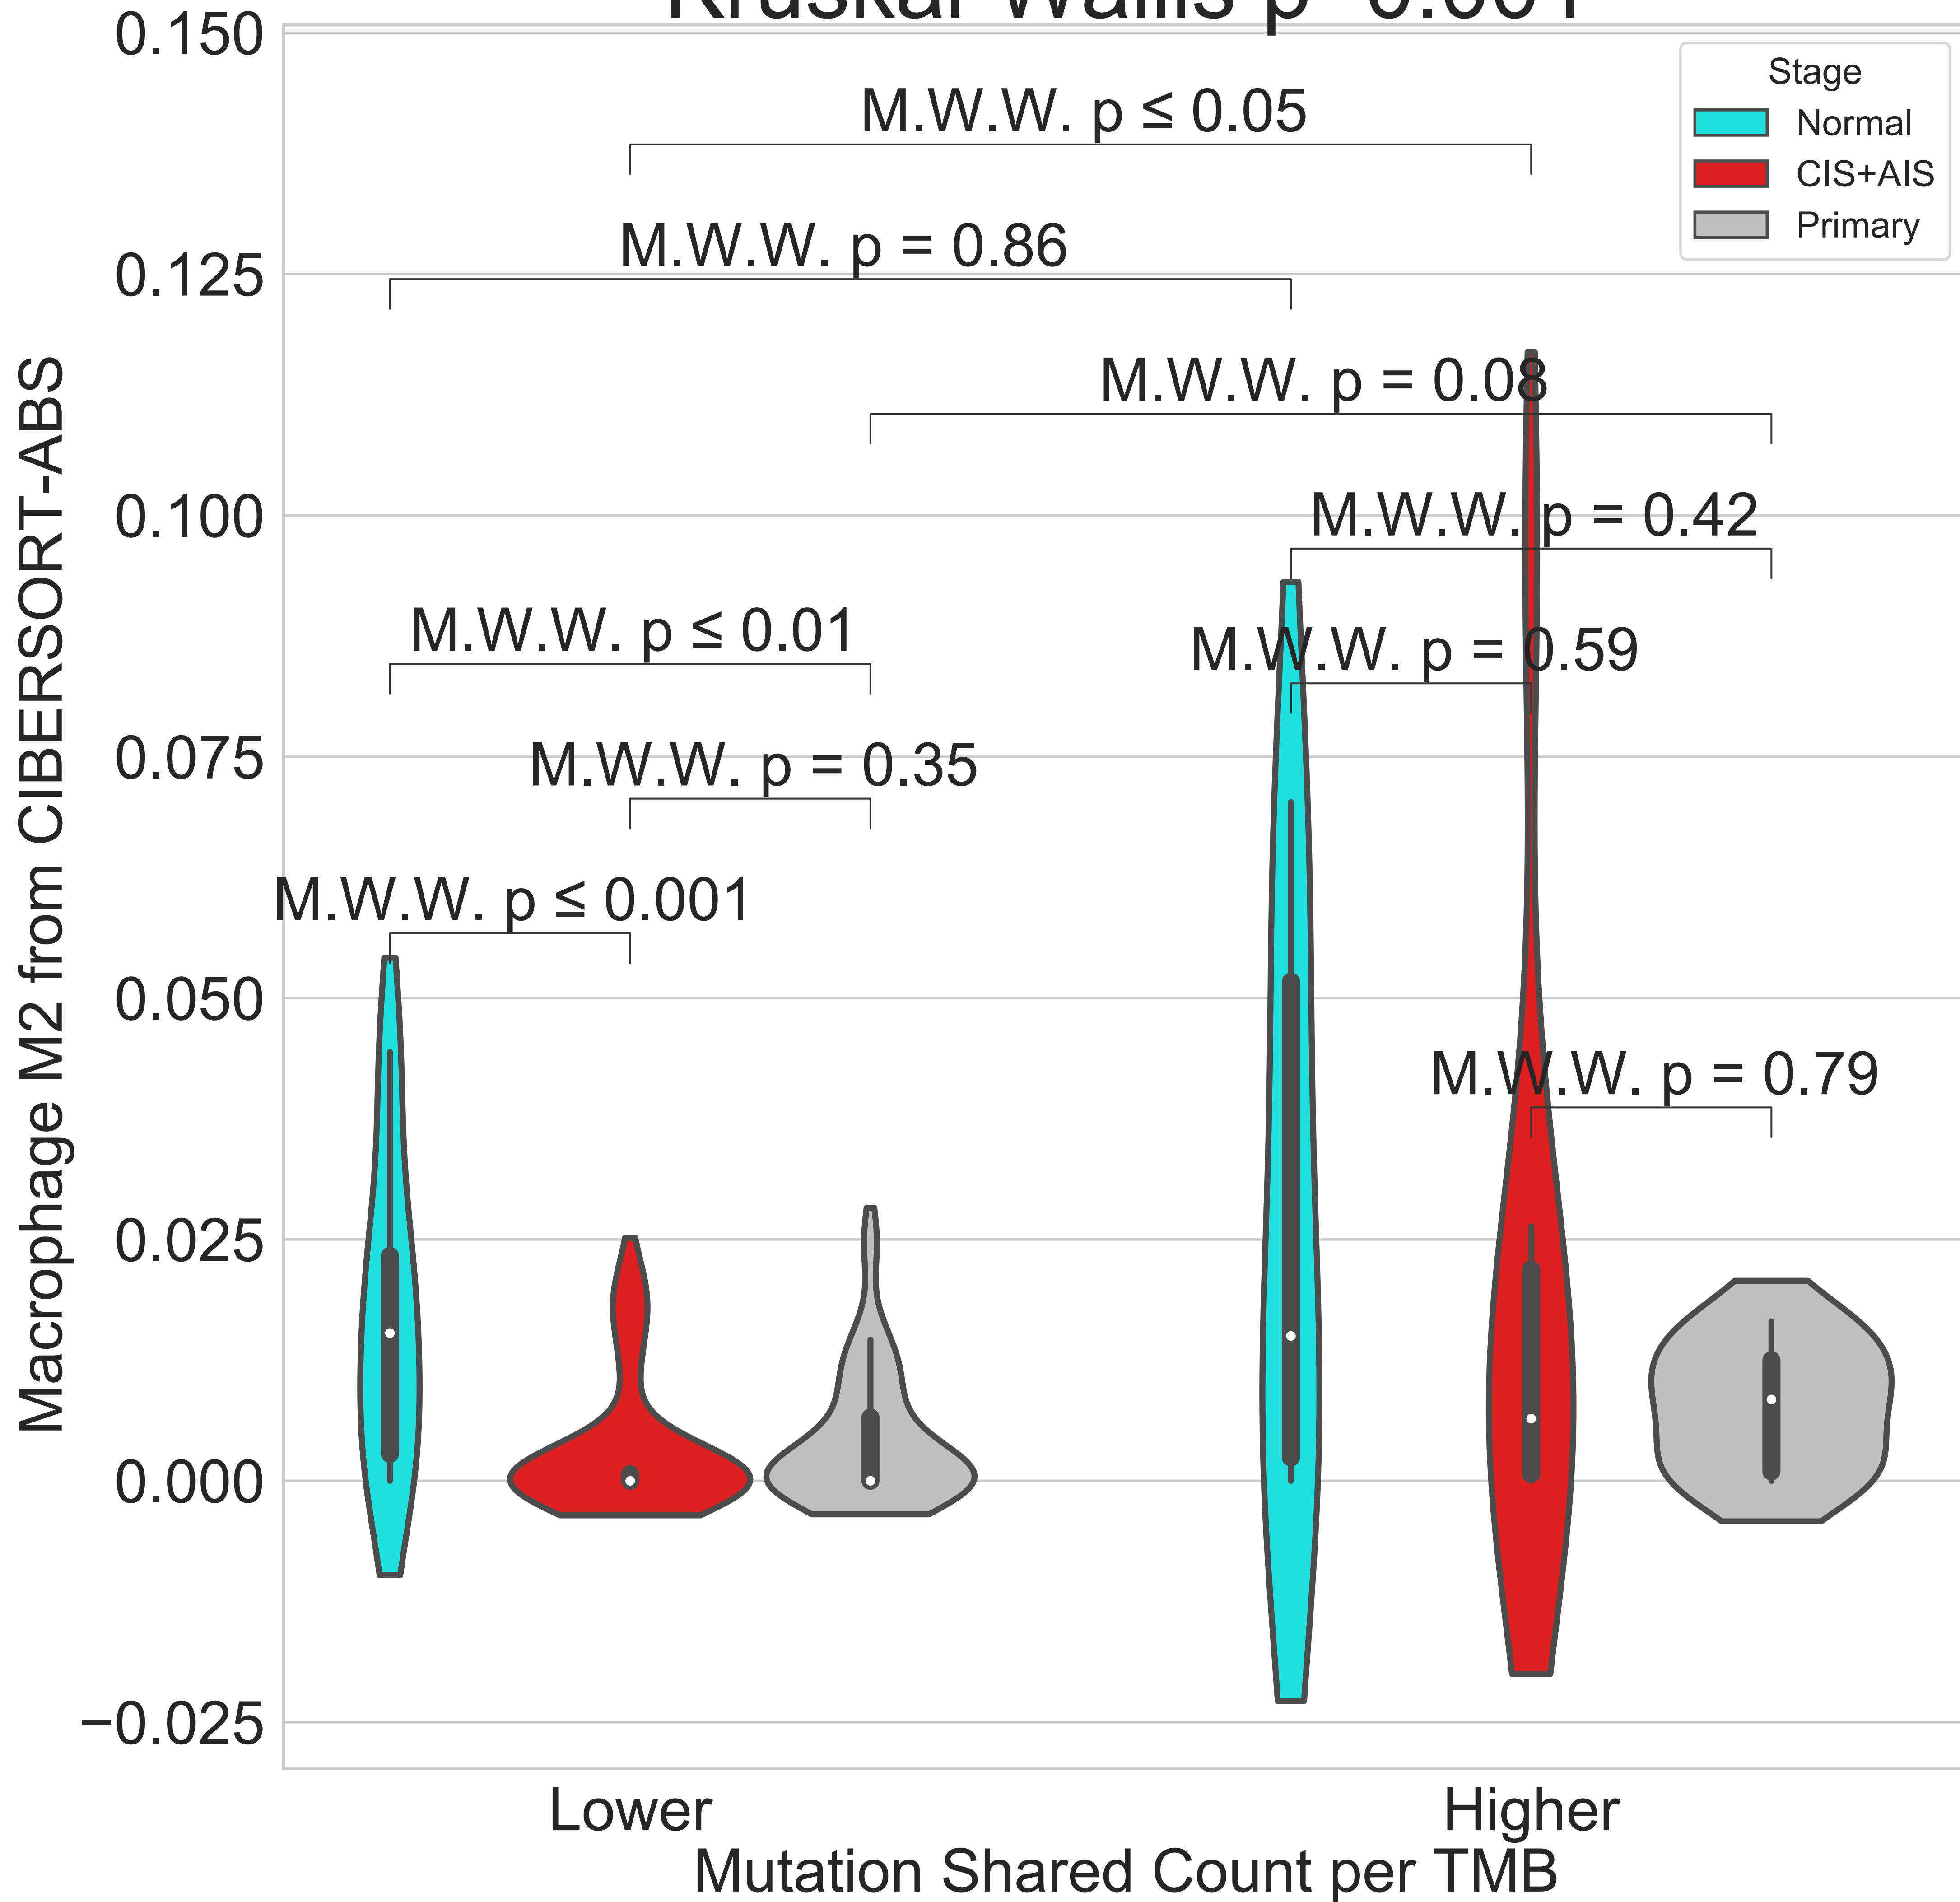 Kruskal Wallis p
0.150
Stage
Normal
CIS+AIS
Primary
M.W.W. p ≤ 0.05
M.W.W. p = 0.86
0.125
M.W.W. p = 0.08
M.W.W. p = 0.42
0.100
M.W.W. p ≤ 0.01
M.W.W. p = 0.59
M.W.W. p = 0.35
0.075
M.W.W. p ≤ 0.001
0.050
M.W.W. p = 0.79
0.025
0.000
−0.025
Macrophage M2 from CIBERSORT-ABS
Lower
Higher
Mutation Shared Count per TMB